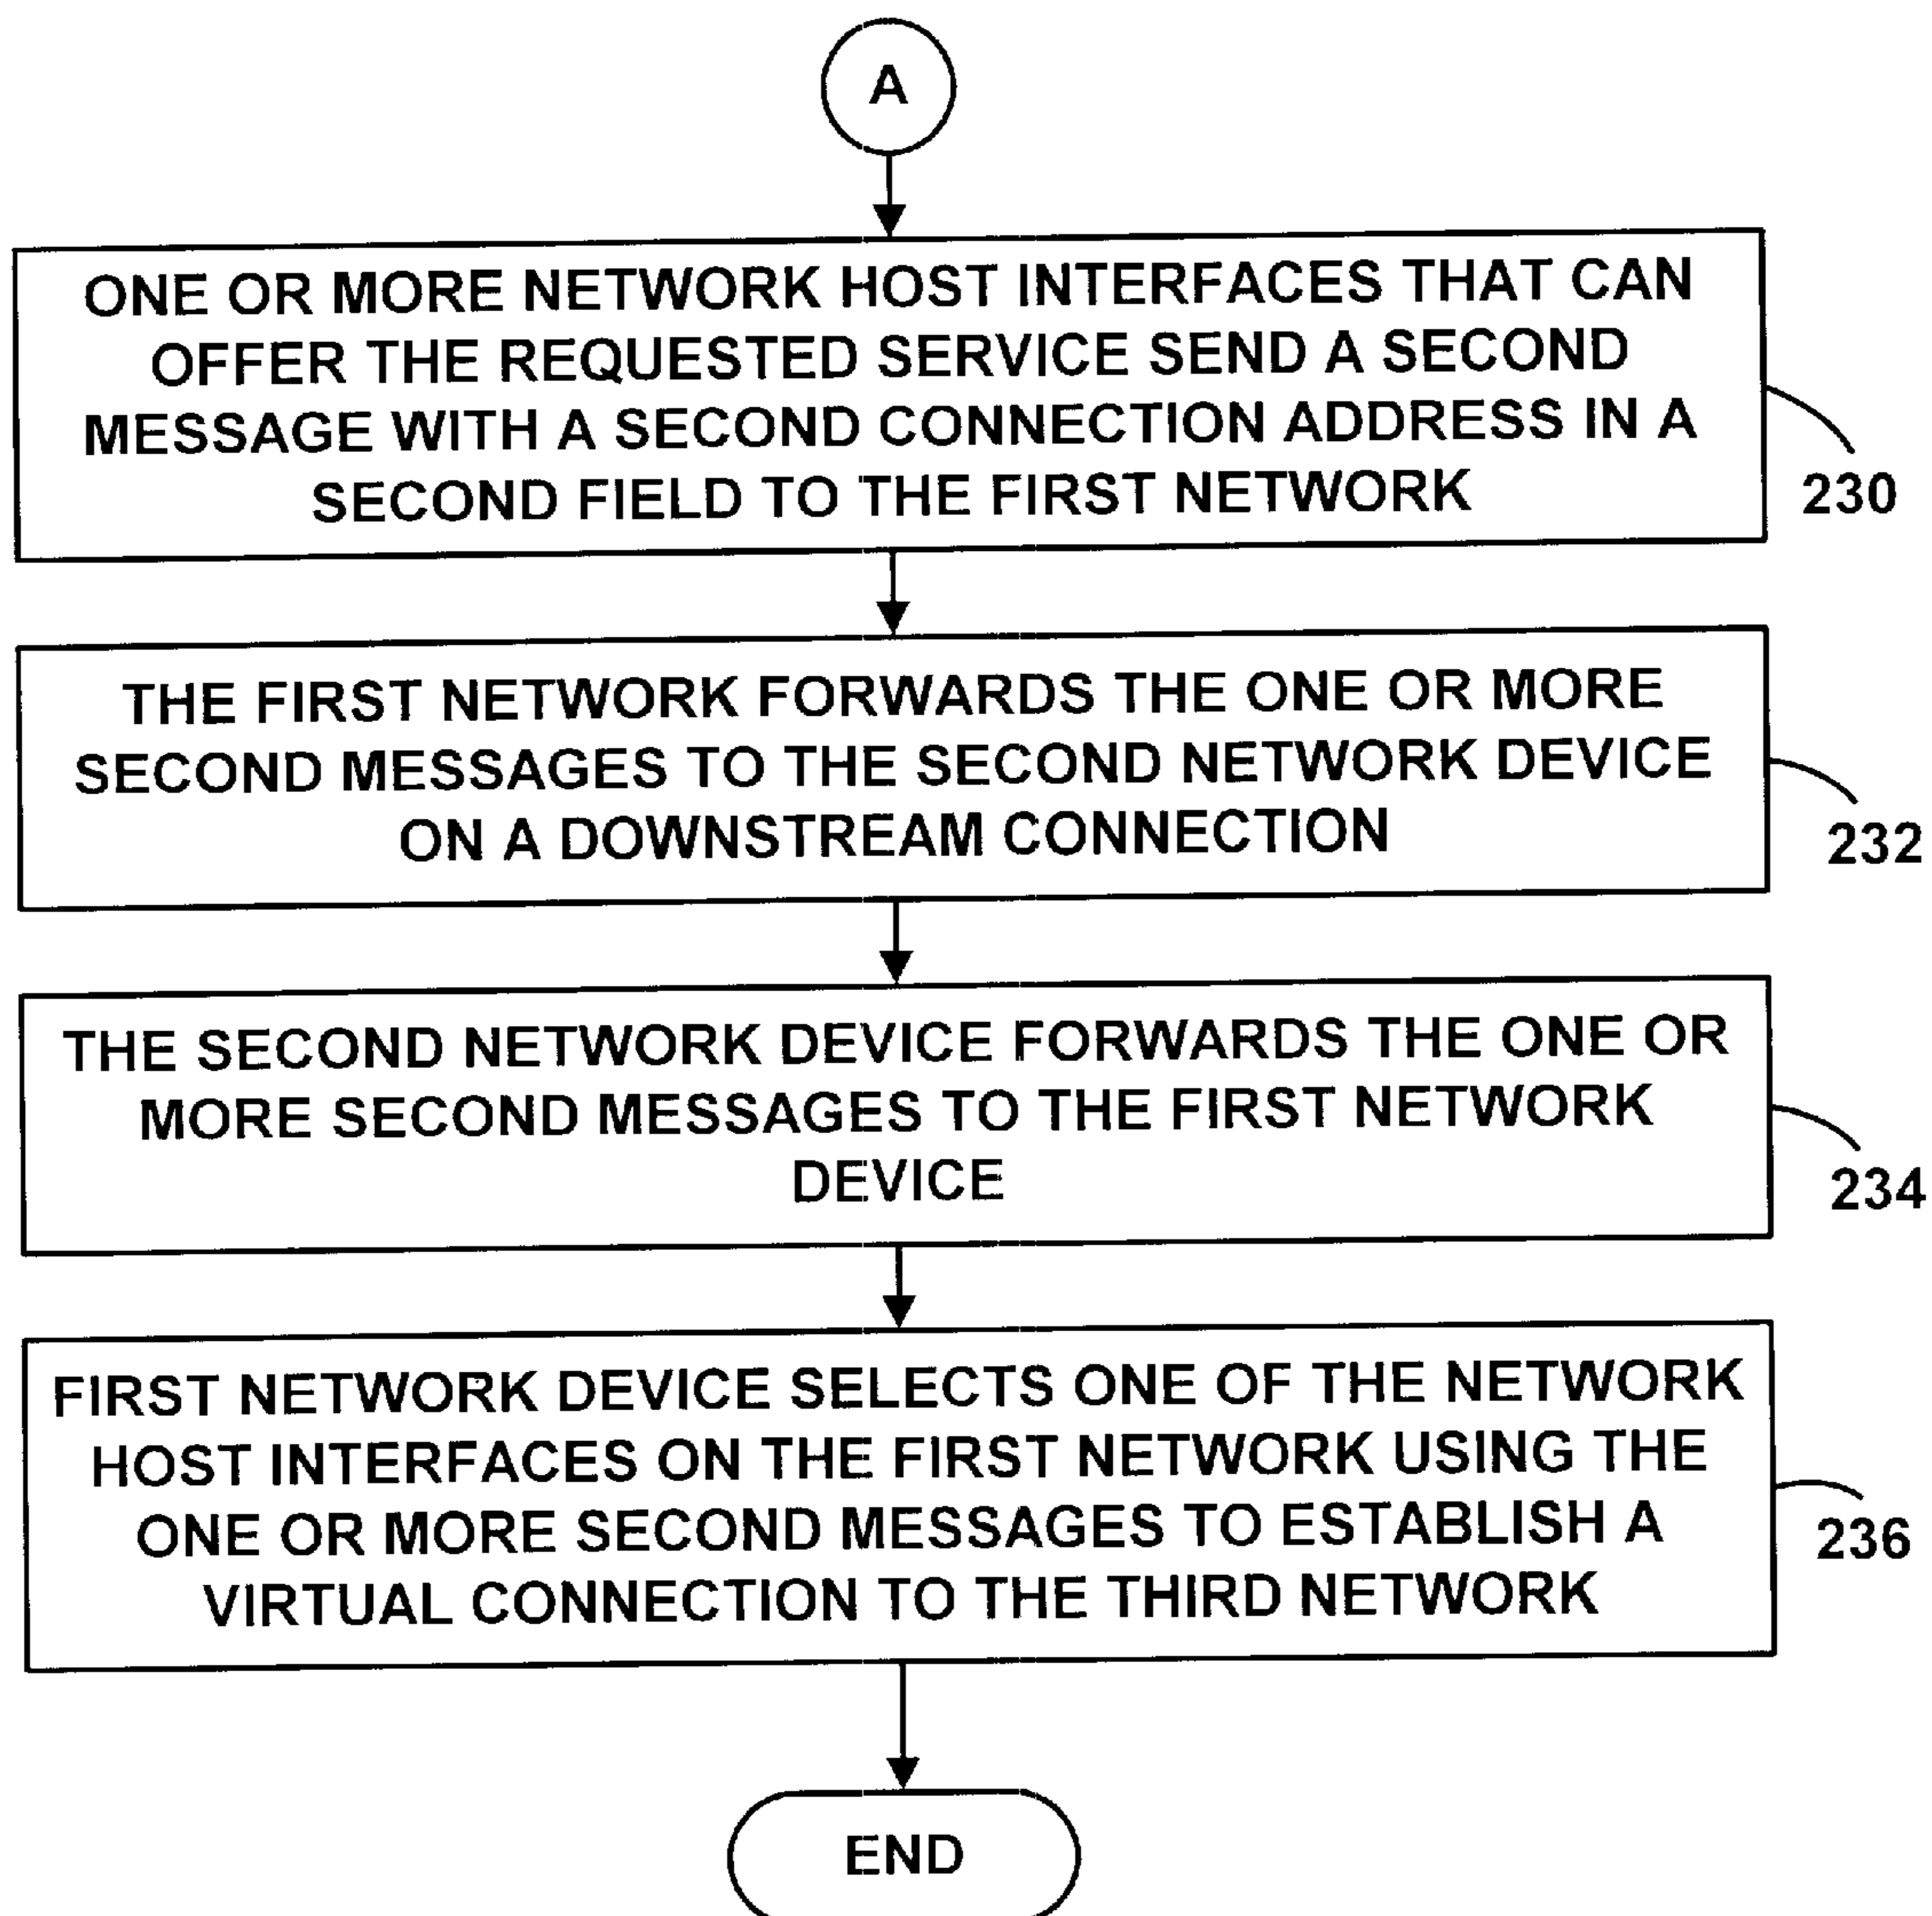 A
ONE OR MORE NETWORK HOST INTERFACES THAT CAN
OFFER THE REQUESTED SERVICE SEND A SECOND
MESSAGE WITH A SECOND CONNECTION ADDRESS IN A
SECOND FIELD TO THE FIRST NETWORK
230
THE FIRST NETWORK FORWARDS THE ONE OR MORE
SECOND MESSAGES TO THE SECOND NETWORK DEVICE
ON A DOWNSTREAM CONNECTION
232
THE SECOND NETWORK DEVICE FORWARDS THE ONE OR
MORE SECOND MESSAGES TO THE FIRST NETWORK
DEVICE
234
FIRST NETWORK DEVICE SELECTS ONE OF THE NETWORK
HOST INTERFACES ON THE FIRST NETWORK USING THE
ONE OR MORE SECOND MESSAGES TO ESTABLISH A
VIRTUAL CONNECTION TO THE THIRD NETWORK
236
END